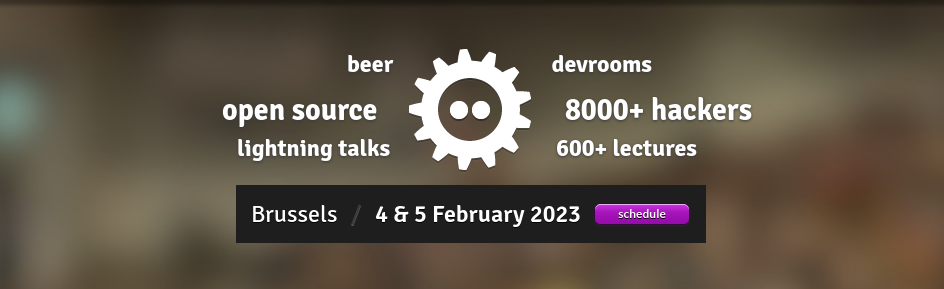 beer
devrooms
open source
8000+ hackers
lightning talks
600+ lectures
Brussels / 4 & 5 February 2023 schedule